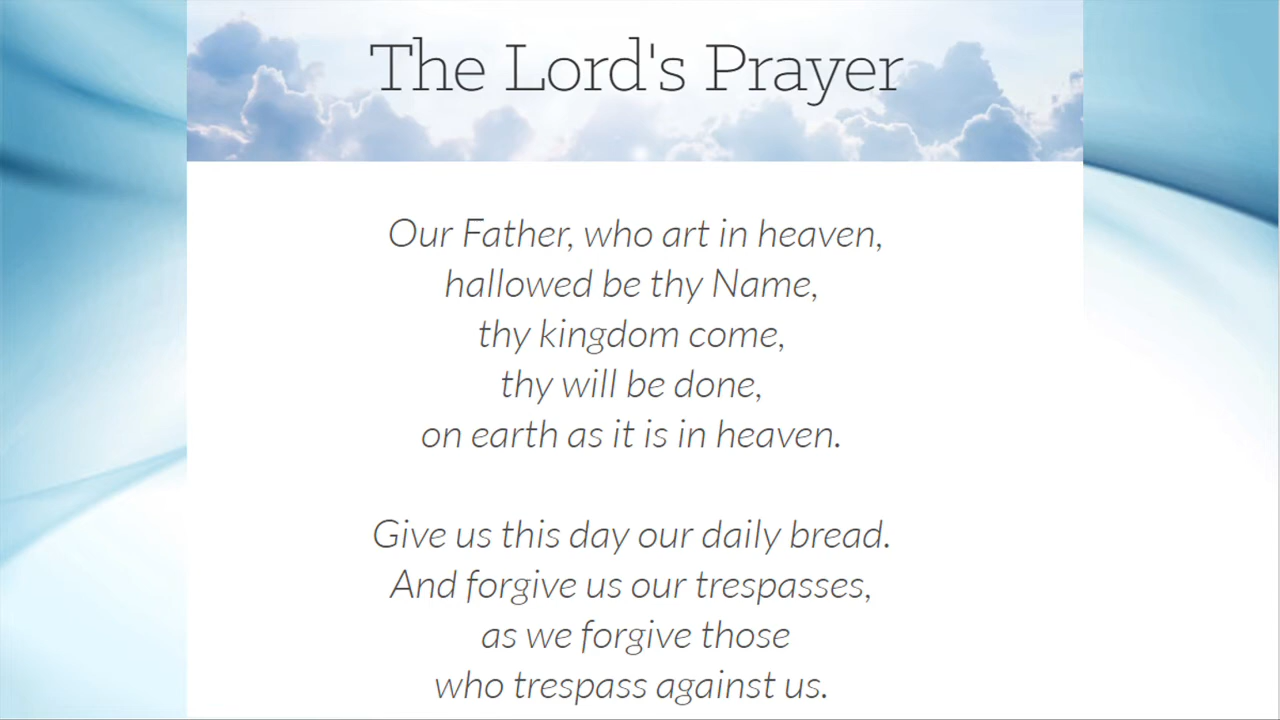 The Lord's Prayer
Our Father, who art in heaven,
hallowed be thy Name,
thy kingdom come,
thy will be done,
on earth as it is in heaven.
Give us this day our daily bread.
And forgive us our trespasses,
as we forgive those
who trespass against us.